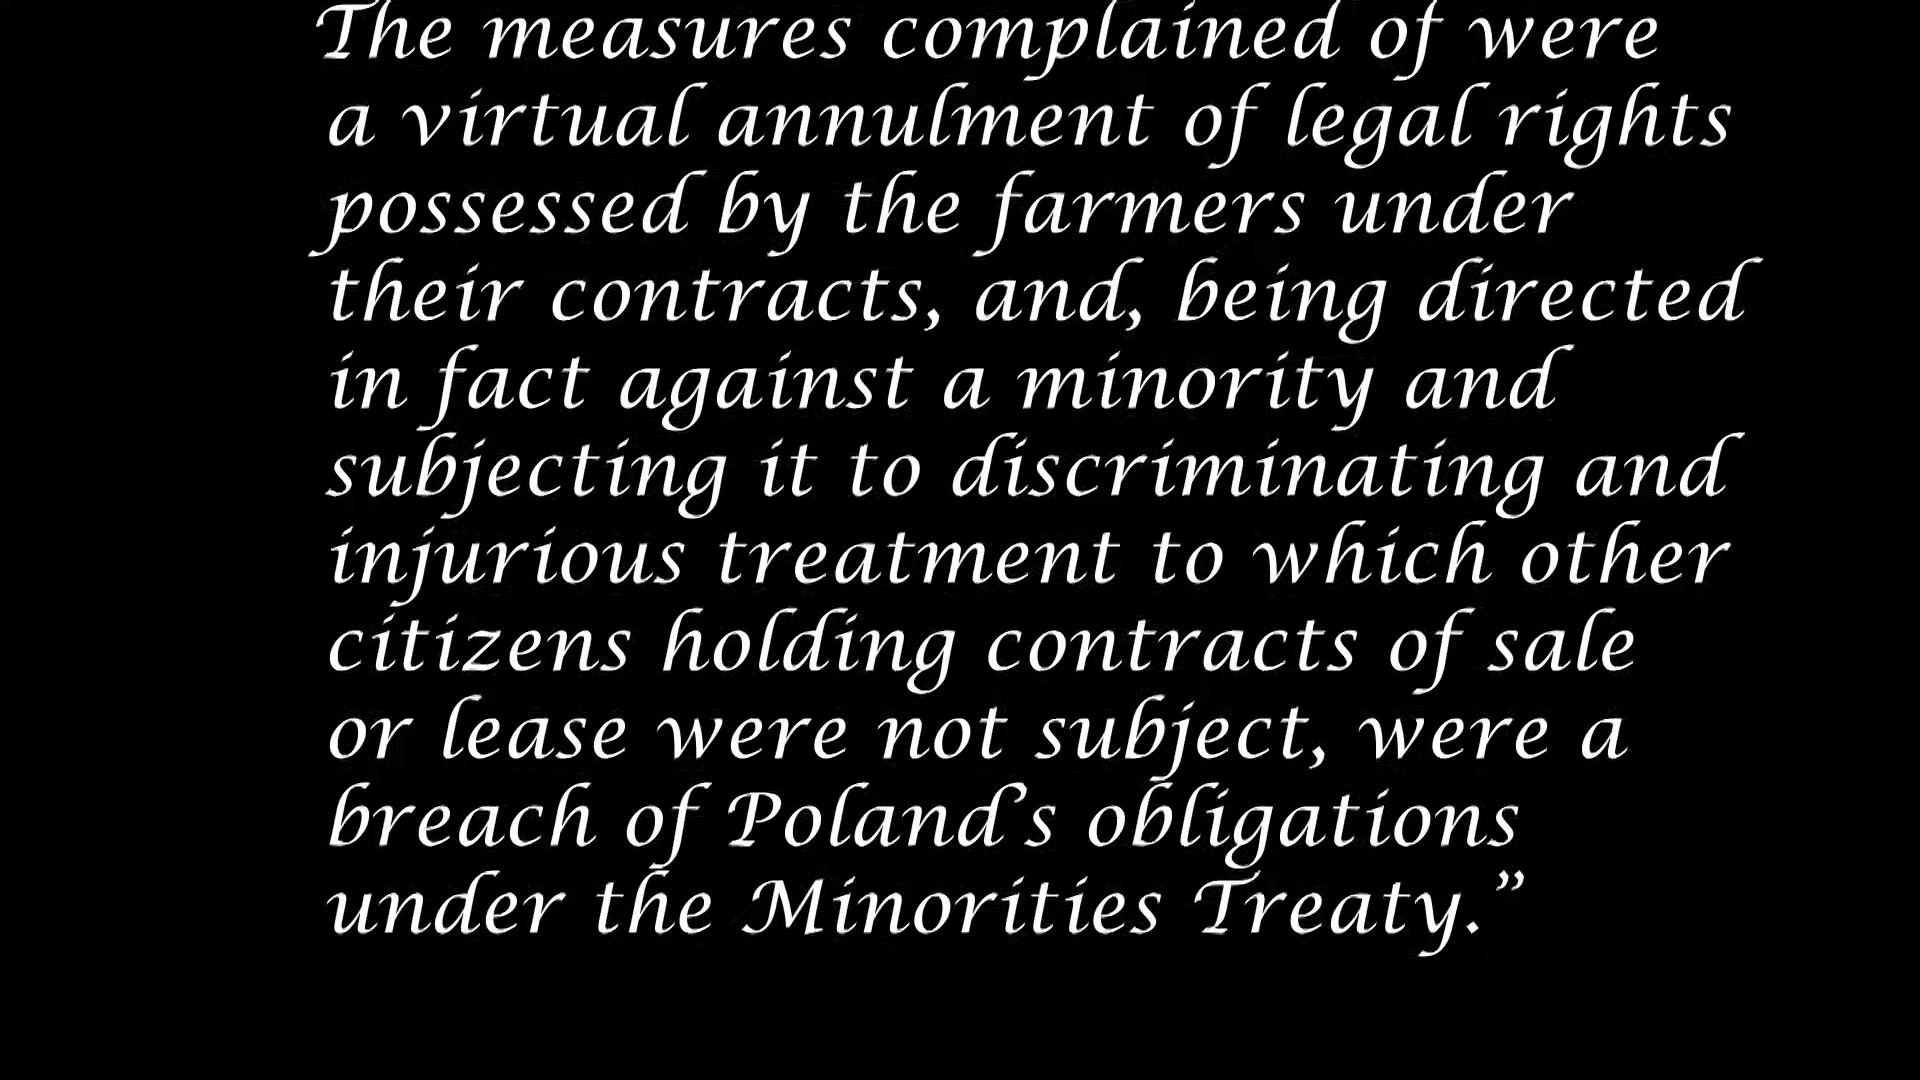 The measures complained of were
a virtual annulment of legal rights
possessed by the farmers under
their contracts, and, being directed
in fact against a minority and
subjecting it to discriminating and
injurious treatment to which other
citizens holding contracts of sale
or lease were not subject, were a
breach of Poland’s obligations
under the Minorities Treaty.”